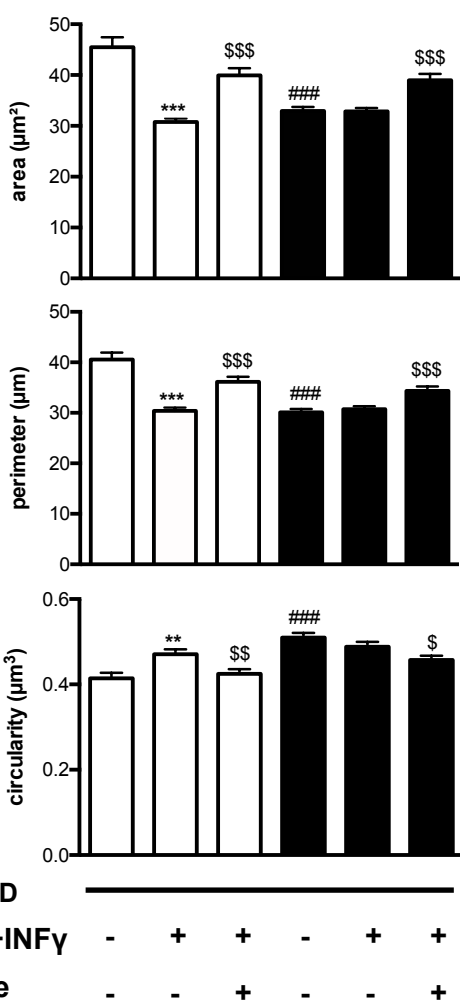 50
40
30
20
10
0
area (µm²)
*** $$$ ### $$$
50
40
30
20
10
0
perimeter (µm)
*** $$$ ### $$$
0.6
0.4
0.2
0.0
circularity (µm³)
** $$ ### $
D
-INFγ - + + - + +
e - - + - - +